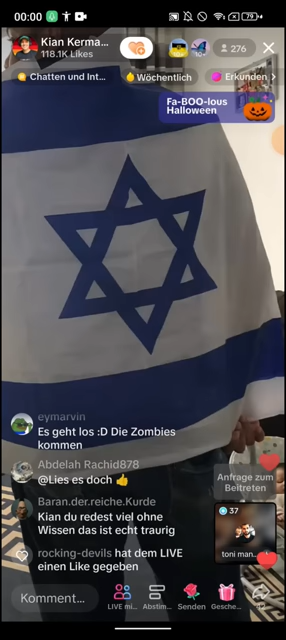 00:00
79
Kian Kerma...
118.1K Likes
276
Chatten und Int...
Wöchentlich
Erkunden
Fa-BOO-lous
Halloween
eymarvin
Es geht los :D Die Zombies
kommen
Abdelah Rachid878
@Lies es doch 👍
Baran.der.reiche.Kurde
Kian du redest viel ohne
Wissen das ist echt traurig
rocking-devils hat dem LIVE
einen Like gegeben
Anfrage zum
Beitreten
37
toni man...
Komment...
LIVE mi...
Abstim...
Senden
Gesche...